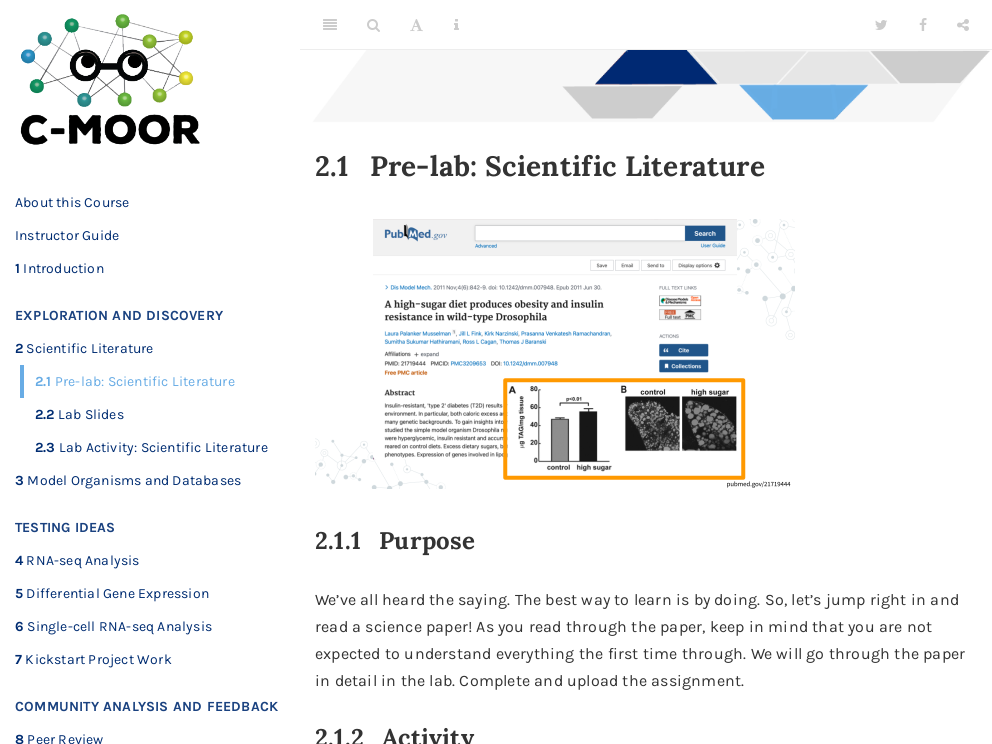 C-MOOR
About this Course
Instructor Guide
1 Introduction
EXPLORATION AND DISCOVERY
2 Scientific Literature
2.1 Pre-lab: Scientific Literature
2.2 Lab Slides
2.3 Lab Activity: Scientific Literature
3 Model Organisms and Databases
TESTING IDEAS
4 RNA-seq Analysis
5 Differential Gene Expression
6 Single-cell RNA-seq Analysis
7 Kickstart Project Work
COMMUNITY ANALYSIS AND FEEDBACK
8 Peer Review
2.1 Pre-lab: Scientific Literature
PubMed.gov
Search
Advanced
User Guide
Save Email Send to Display options
Dis Model Mech. 2011 Nov;4(6):842-9. doi: 10.1242/dmm.007948. Epub 2011 Jun 30.
A high-sugar diet produces obesity and insulin
resistance in wild-type Drosophila
Laura Palanker Musselman, Jill L Fink, Kirk Narzinski, Prasanna Venkatesh Ramachandran,
Sumitha Sukumar Hathiramani, Ross L Cagan, Thomas J Baranski
Affiliations + expand
PMID: 21719444 PMCID: PMC3209653 DOI: 10.1242/dmm.007948
Free PMC article
Abstract
Insulin-resistant, 'type 2' diabetes (T2D) results
environment. In particular, both caloric excess a
many genetic backgrounds. To gain insights into
studied the simple model organism Drosophila
were hyperglycemic, insulin resistant and accum
reared on control diets. Excess dietary sugars, b
phenotypes. Expression of genes involved in lip
FULL TEXT LINKS
Full text
PMC
ACTIONS
Cite
Collections
A
µg TAG/mg tissue
80
60
40
20
0
p<0.01
control high sugar
B
control high sugar
pubmed.gov/21719444
2.1.1 Purpose
We've all heard the saying. The best way to learn is by doing. So, let's jump right in and
read a science paper! As you read through the paper, keep in mind that you are not
expected to understand everything the first time through. We will go through the paper
in detail in the lab. Complete and upload the assignment.
2.1.2 Activity